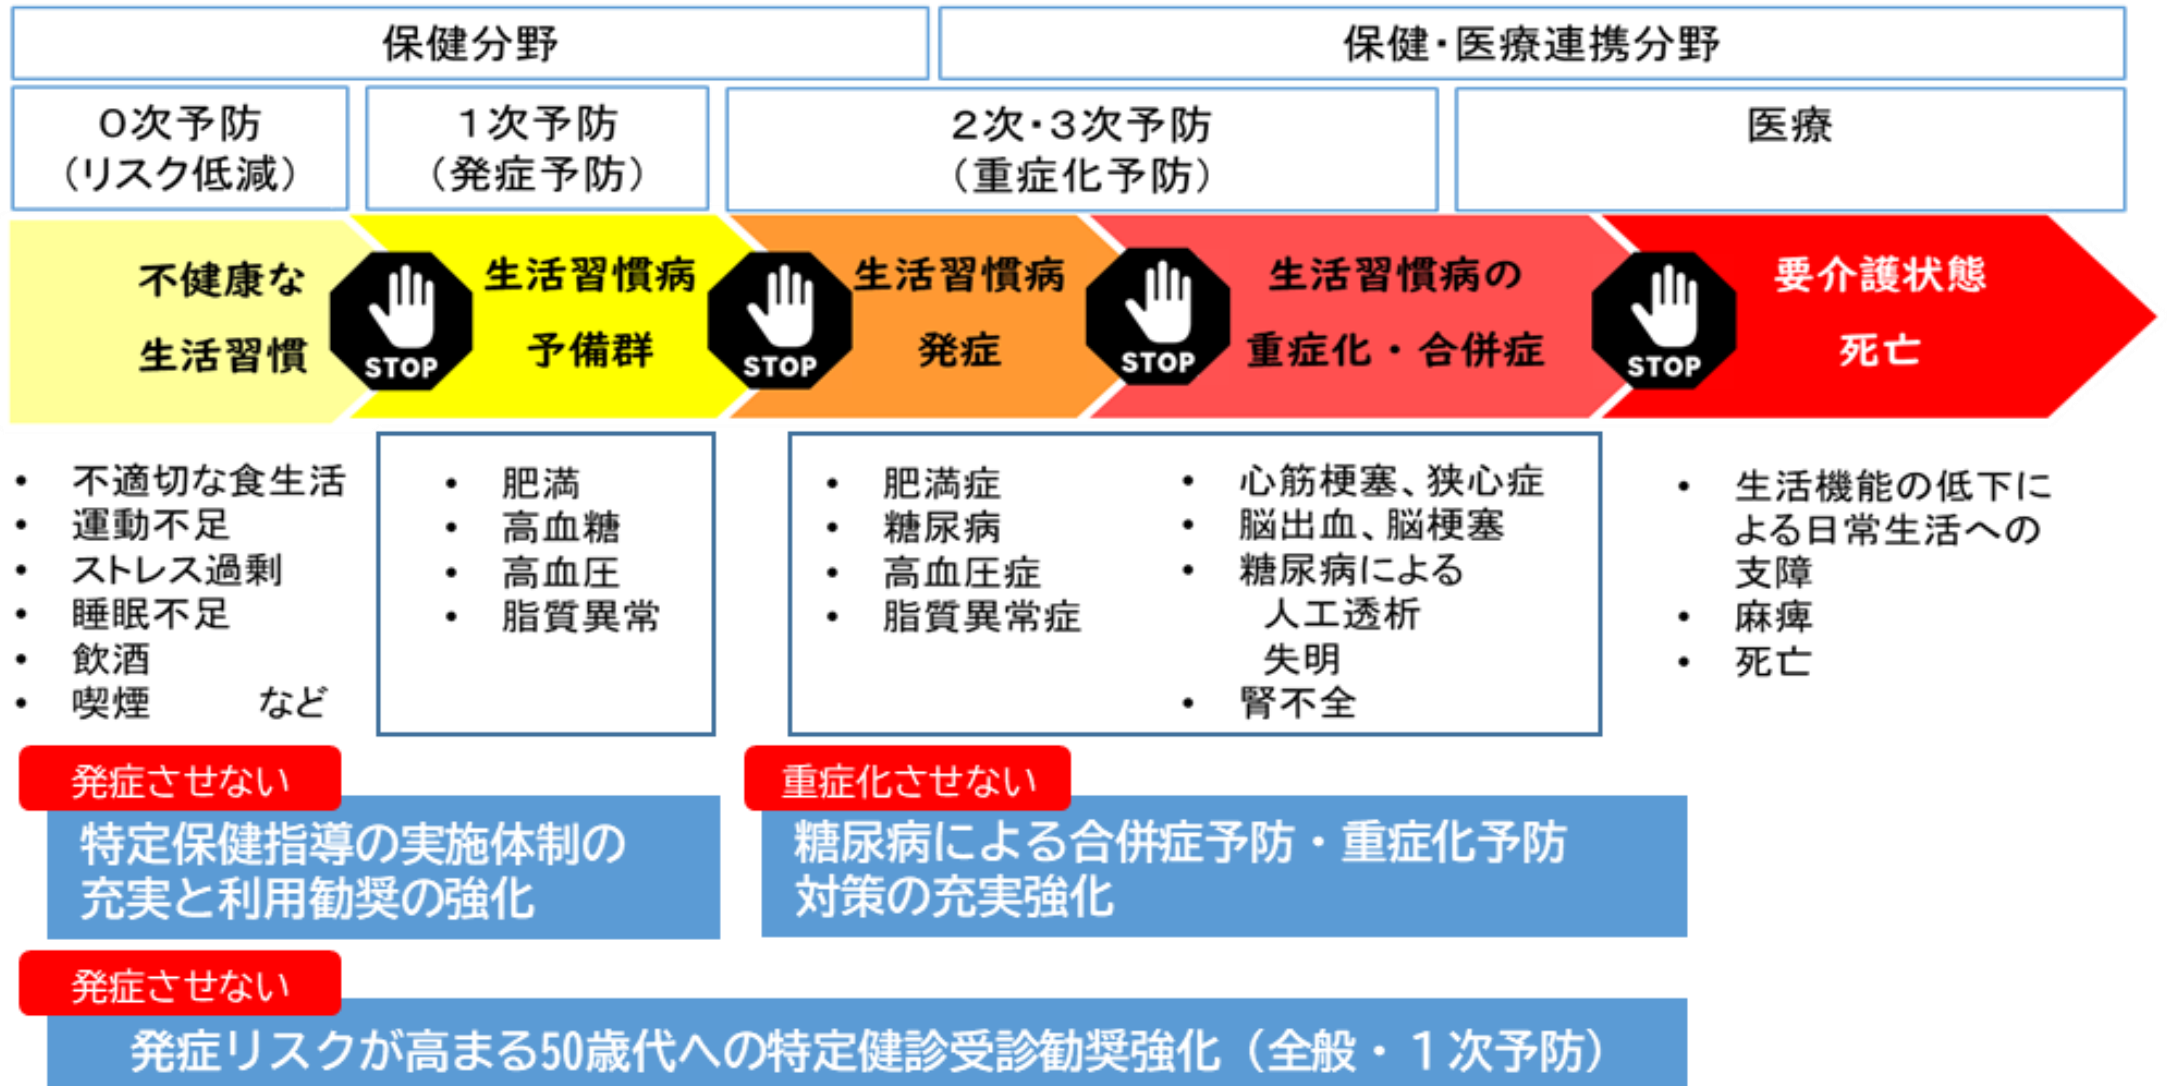 保健分野
保健・医療連携分野
０次予防
（リスク低減）
１次予防
（発症予防）
２次・３次予防
（重症化予防）
医療
不健康な
生活習慣
STOP
生活習慣病
予備群
STOP
生活習慣病
発症
STOP
生活習慣病の
重症化・合併症
STOP
要介護状態
死亡
• 不適切な食生活
• 運動不足
• ストレス過剰
• 睡眠不足
• 飲酒
• 喫煙　　など
• 肥満
• 高血糖
• 高血圧
• 脂質異常
• 肥満症
• 糖尿病
• 高血圧症
• 脂質異常症
• 心筋梗塞、狭心症
• 脳出血、脳梗塞
• 糖尿病による
人工透析
失明
• 腎不全
• 生活機能の低下に
よる日常生活への
支障
• 麻痺
• 死亡
発症させない
特定保健指導の実施体制の
充実と利用勧奨の強化
重症化させない
糖尿病による合併症予防・重症化予防
対策の充実強化
発症させない
発症リスクが高まる50歳代への特定健診受診勧奨強化（全般・１次予防）